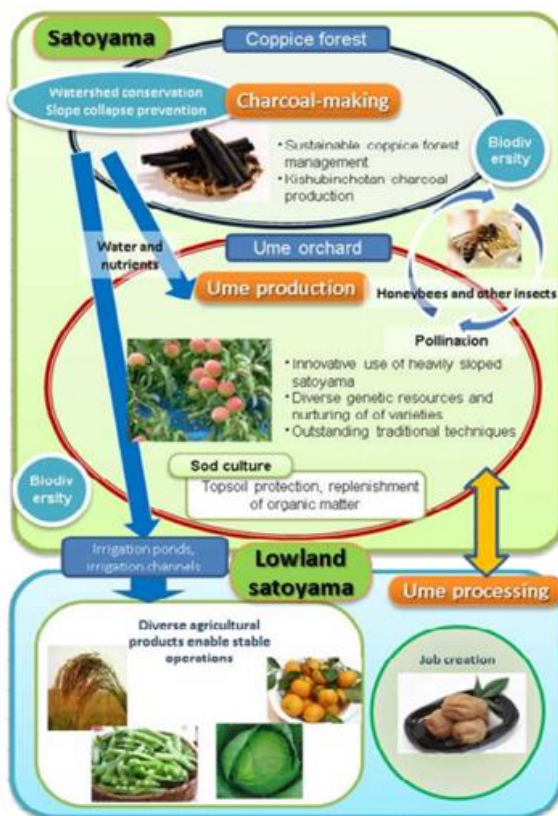 Satoyama
Coppice forest
Watershed conservation
Slope collapse prevention
Charcoal-making
• Sustainable coppice forest
management
• Kishubinchotan charcoal
production
Biodiv
ersity
Water and
nutrients
Ume orchard
Ume production
Honeybees and other insects
Pollination
• Innovative use of heavily sloped
satoyama
• Diverse genetic resources and
nurturing of of varieties
• Outstanding traditional techniques
Sod culture
Topsoil protection, replenishment
of organic matter
Biodiv
ersity
Irrigation ponds,
irrigation channels
Lowland
satoyama
Ume processing
Diverse agricultural
products enable stable
operations
Job creation